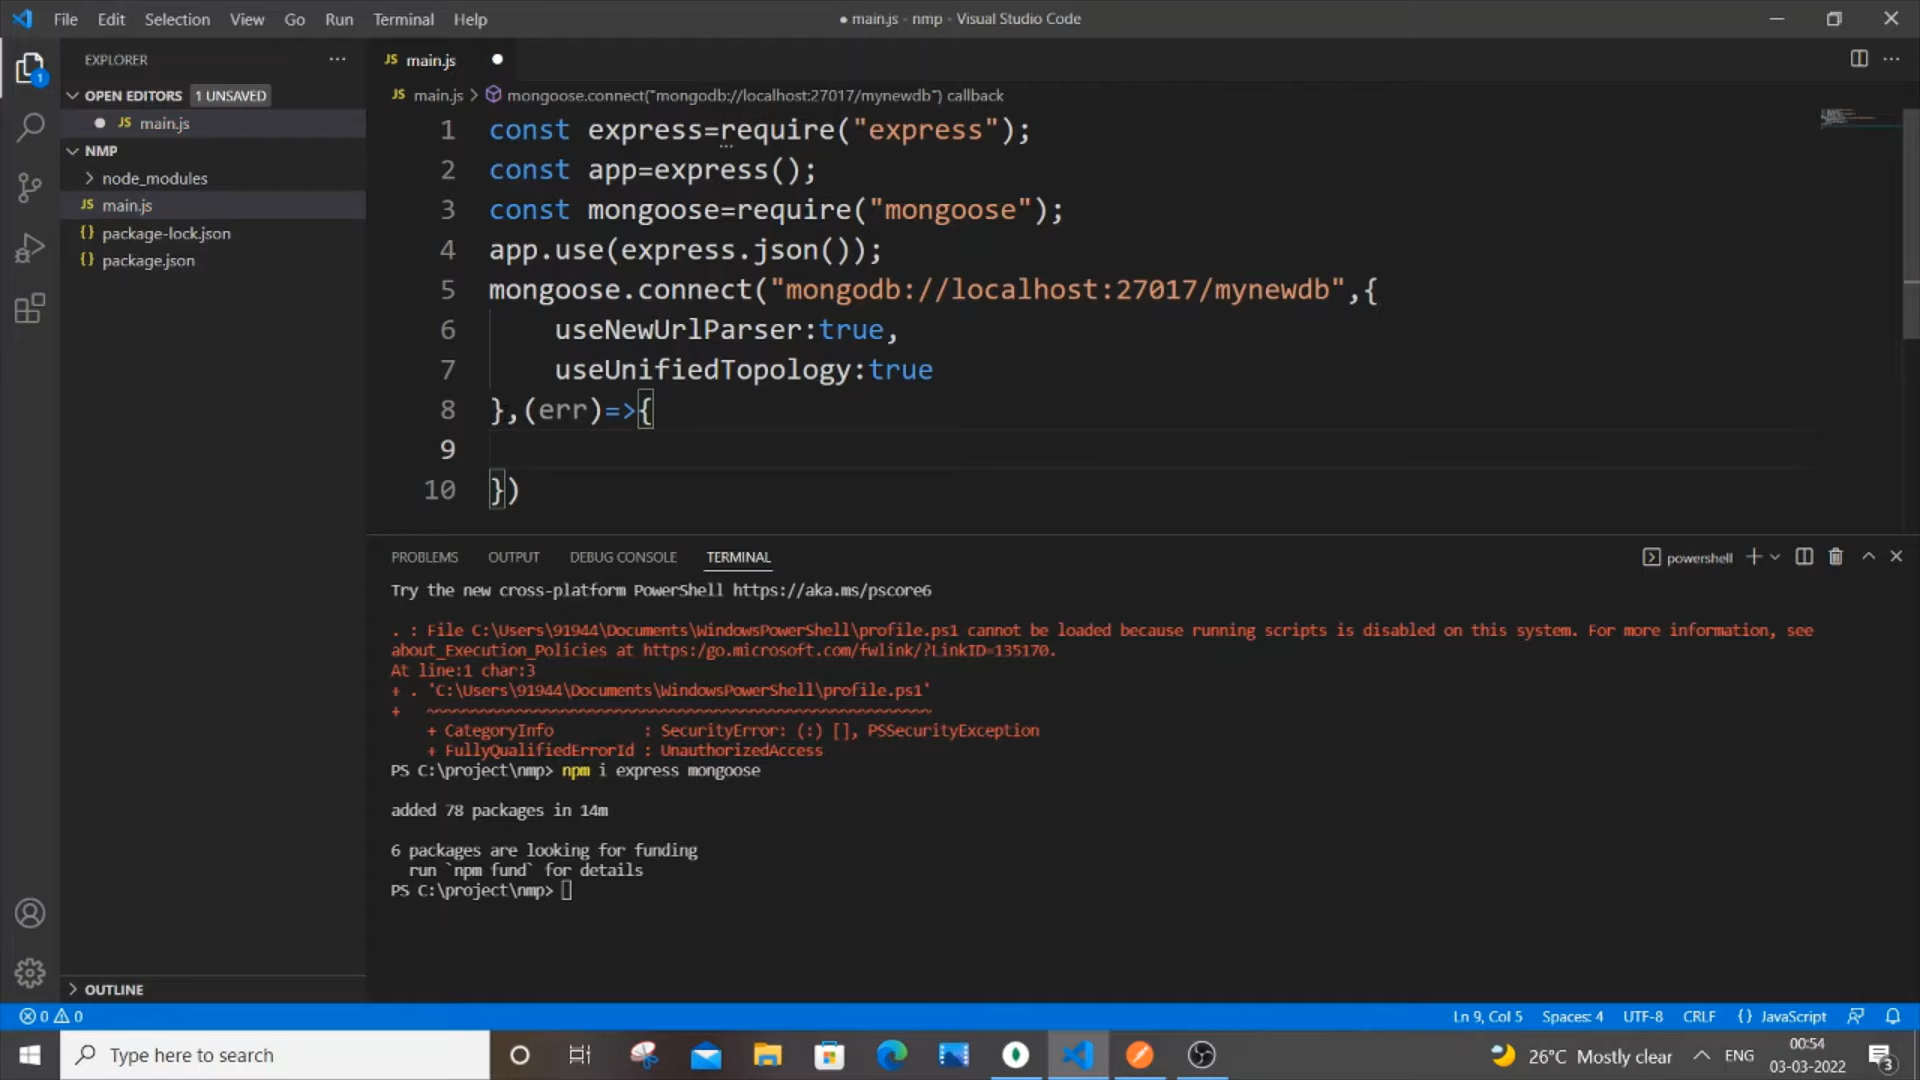 File Edit Selection View Go Run Terminal Help
● main.js - nmp - Visual Studio Code
EXPLORER
OPEN EDITORS 1 UNSAVED
JS main.js
NMP
node_modules
JS main.js
{} package-lock.json
{} package.json
OUTLINE
JS main.js
JS main.js > mongoose.connect("mongodb://localhost:27017/mynewdb") callback
1 const express=require("express");
2 const app=express();
3 const mongoose=require("mongoose");
4 app.use(express.json());
5 mongoose.connect("mongodb://localhost:27017/mynewdb",{
6 useNewUrlParser:true,
7 useUnifiedTopology:true
8 },(err)=>{
9
10 })
PROBLEMS OUTPUT DEBUG CONSOLE TERMINAL
powershell
Try the new cross-platform PowerShell https://aka.ms/pscore6
. : File C:\Users\91944\Documents\WindowsPowerShell\profile.ps1 cannot be loaded because running scripts is disabled on this system. For more information, see
about_Execution_Policies at https:/go.microsoft.com/fwlink/?LinkID=135170.
At line:1 char:3
+ . 'C:\Users\91944\Documents\WindowsPowerShell\profile.ps1'
+ ~~~~~~~~~~~~~~~~~~~~~~~~~~~~~~~~~~~~~~~~~~~~~~~~~~~~~~~~
+ CategoryInfo : SecurityError: (:) [], PSSecurityException
+ FullyQualifiedErrorId : UnauthorizedAccess
PS C:\project\nmp> npm i express mongoose
added 78 packages in 14m
6 packages are looking for funding
run `npm fund` for details
PS C:\project\nmp>
0 0
Ln 9, Col 5 Spaces: 4 UTF-8 CRLF {} JavaScript
Type here to search
26°C Mostly clear ENG
00:54
03-03-2022
3
1